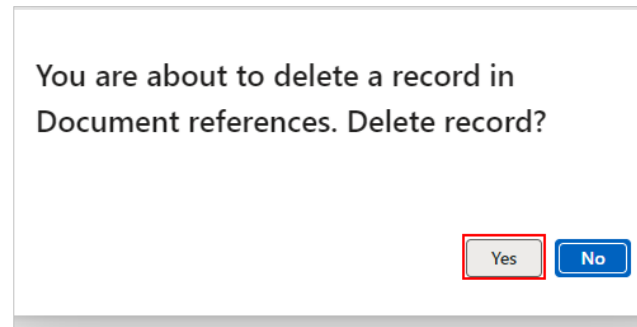 You are about to delete a record in
Document references. Delete record?
Yes No